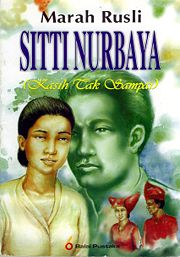 Marah Rusli
SITTI NURBAYA
(Kasih Tak Sampai)
Balai Pustaka